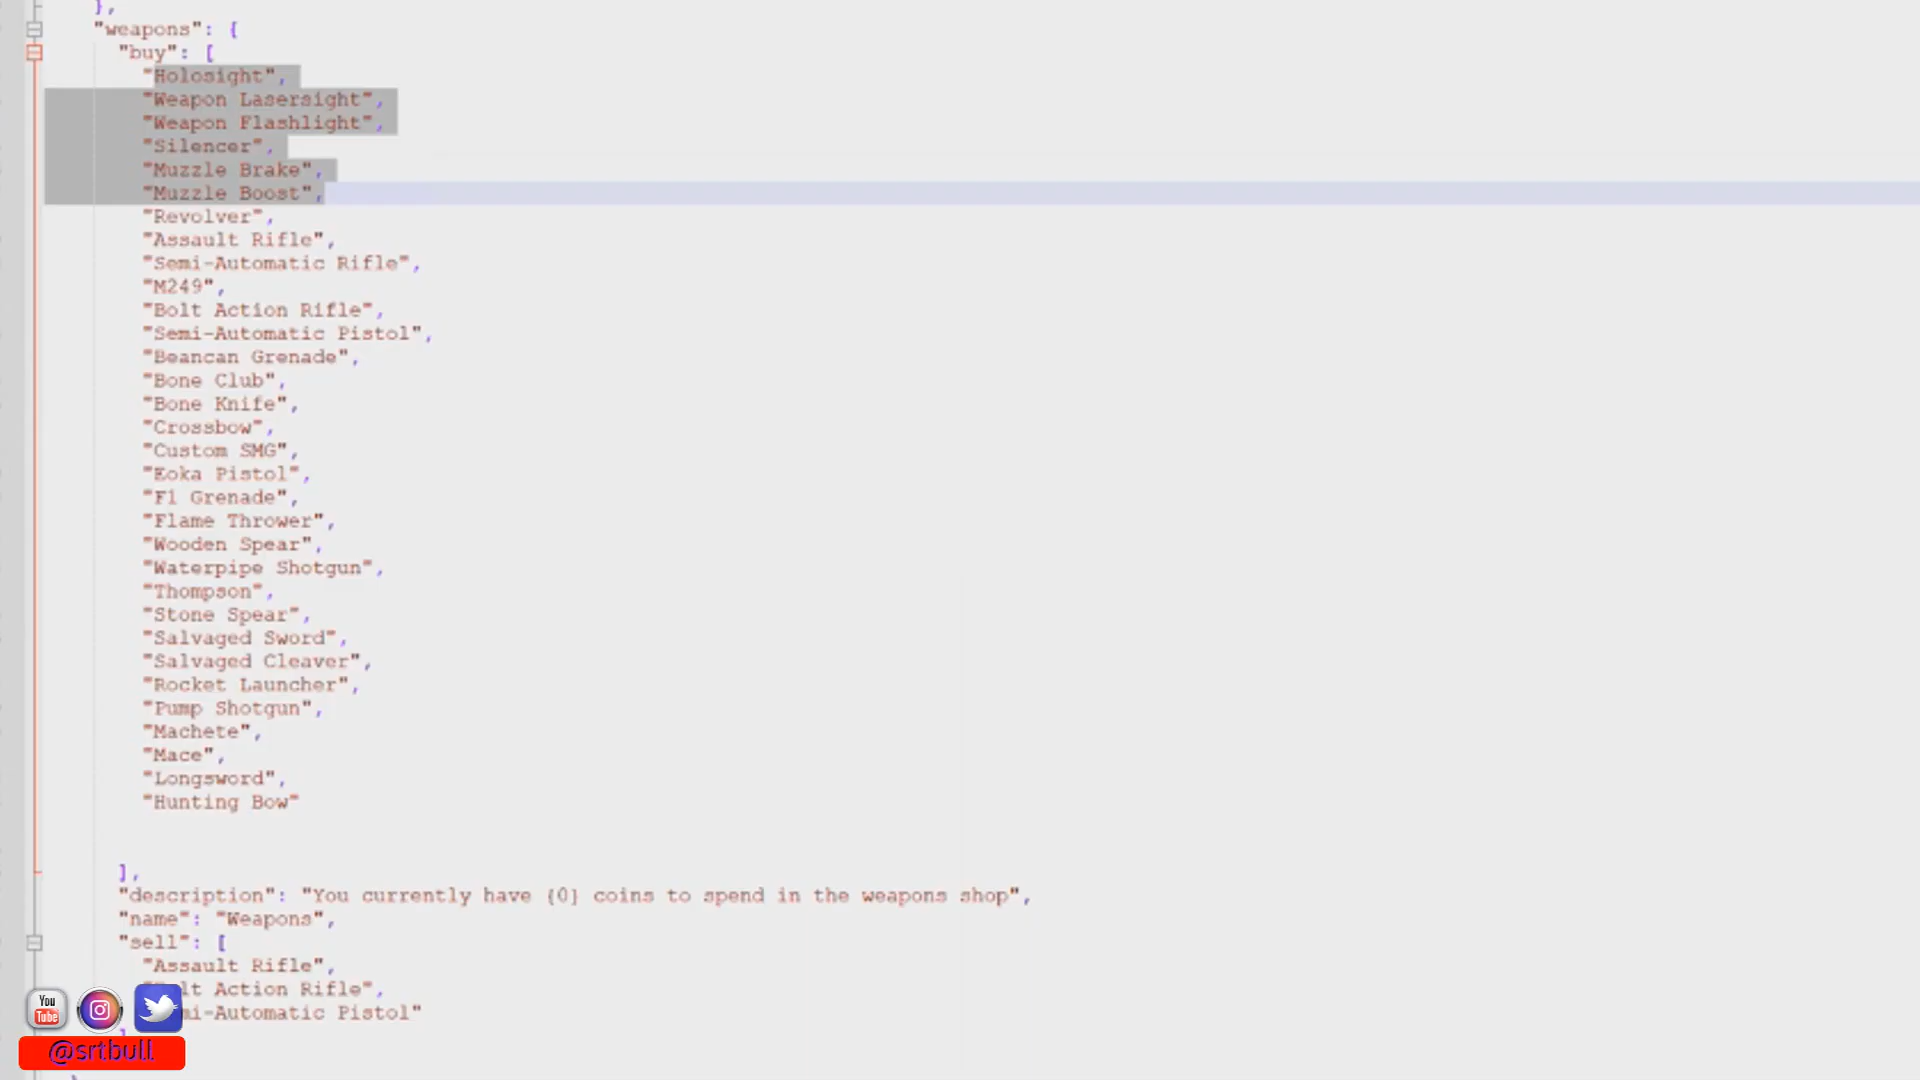 },
"weapons": {
"buy": [
"Holosight",
"Weapon Lasersight",
"Weapon Flashlight",
"Silencer",
"Muzzle Brake",
"Muzzle Boost",
"Revolver",
"Assault Rifle",
"Semi-Automatic Rifle",
"M249",
"Bolt Action Rifle",
"Semi-Automatic Pistol",
"Beancan Grenade",
"Bone Club",
"Bone Knife",
"Crossbow",
"Custom SMG",
"Eoka Pistol",
"F1 Grenade",
"Flame Thrower",
"Wooden Spear",
"Waterpipe Shotgun",
"Thompson",
"Stone Spear",
"Salvaged Sword",
"Salvaged Cleaver",
"Rocket Launcher",
"Pump Shotgun",
"Machete",
"Mace",
"Longsword",
"Hunting Bow"
],
"description": "You currently have {0} coins to spend in the weapons shop",
"name": "Weapons",
"sell": [
"Assault Rifle",
lt Action Rifle",
mi-Automatic Pistol"
]
You
Tube
@srtbull